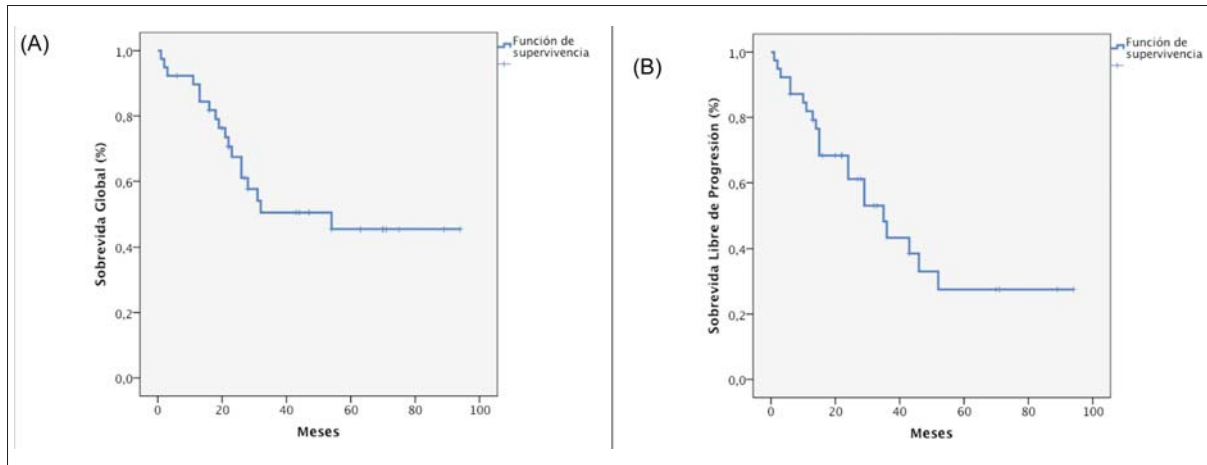 (A)
Sobrevida Global (%)
1,0
0,8
0,6
0,4
0,2
0,0
0
20
40
60
80
100
Meses
Función de
supervivencia
(B)
Sobrevida Libre de Progresión (%)
1,0
0,8
0,6
0,4
0,2
0,0
0
20
40
60
80
100
Meses
Función de
supervivencia